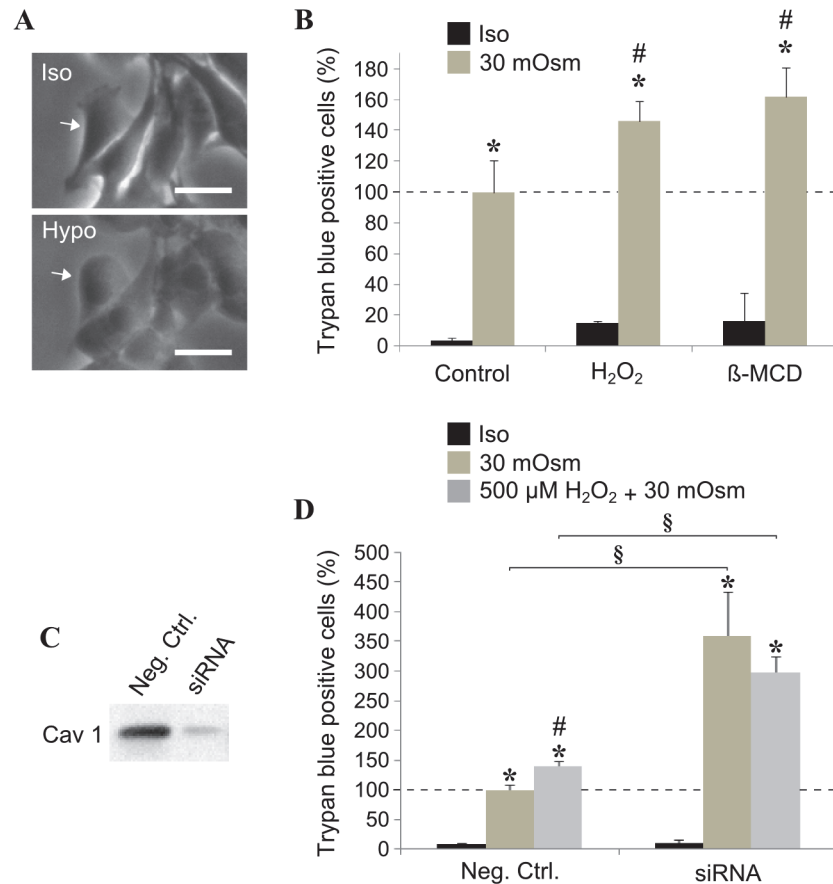 A
Iso
Hypo
B
Iso
30 mOsm
Trypan blue positive cells (%)
180
160
140
120
100
80
60
40
20
0
*
#
*
#
*
Control
H₂O₂
ß-MCD
C
Neg. Ctrl.
siRNA
Cav 1
D
Iso
30 mOsm
500 µM H₂O₂ + 30 mOsm
Trypan blue positive cells (%)
500
450
400
350
300
250
200
150
100
50
0
§
§
*
#
*
*
*
Neg. Ctrl.
siRNA